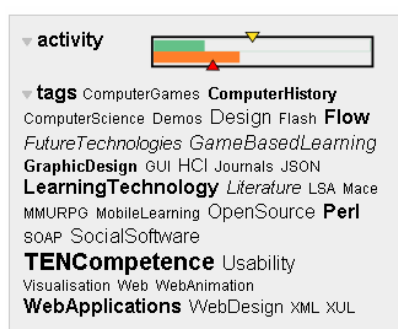 activity
tags ComputerGames ComputerHistory
ComputerScience Demos Design Flash Flow
FutureTechnologies GameBasedLearning
GraphicDesign GUI HCI Journals JSON
LearningTechnology Literature LSA Mace
MMURPG MobileLearning OpenSource Perl
SOAP SocialSoftware
TENCompetence Usability
Visualisation Web WebAnimation
WebApplications WebDesign XML XUL